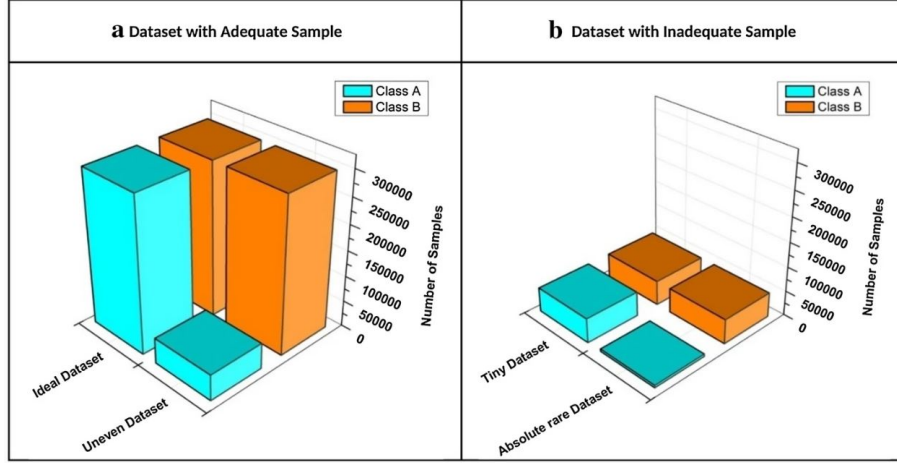 a Dataset with Adequate Sample
Class A
Class B
300000
250000
200000
150000
100000
50000
0
Number of Samples
Ideal Dataset
Uneven Dataset
b Dataset with Inadequate Sample
Class A
Class B
300000
250000
200000
150000
100000
50000
0
Number of Samples
Tiny Dataset
Absolute rare Dataset